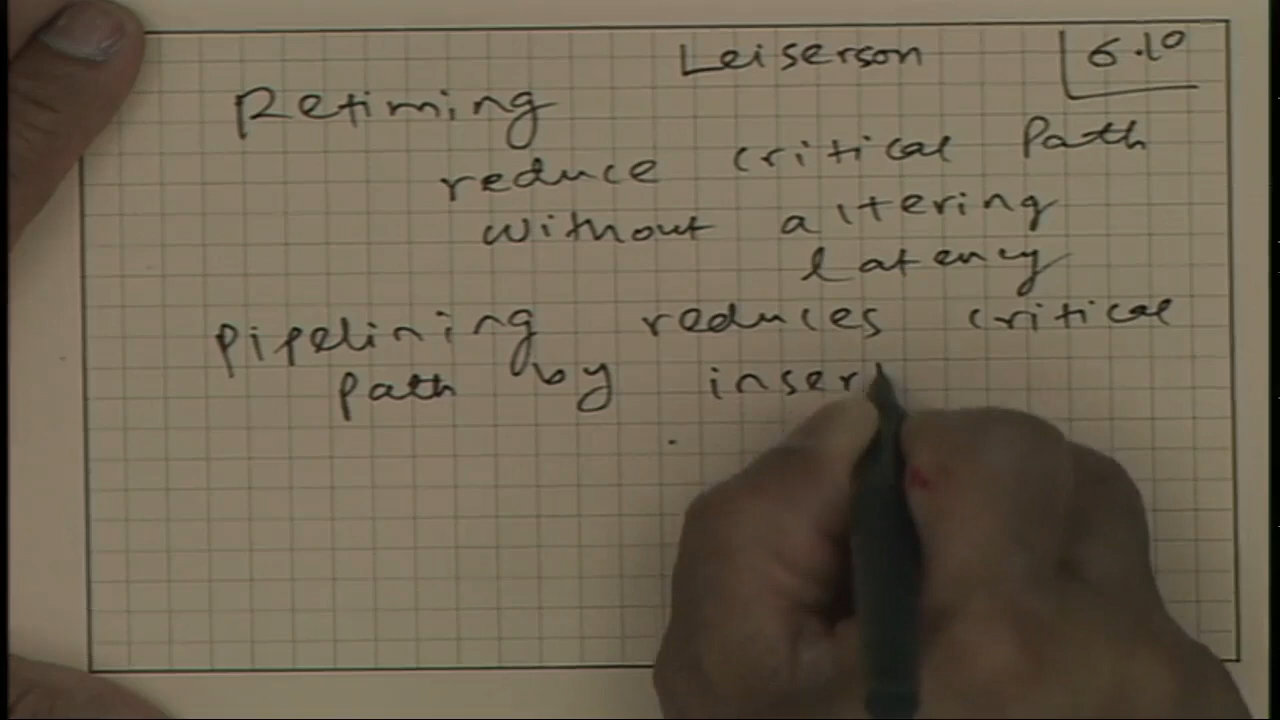 Leiserson 6.10
Retiming
reduce critical Path
without altering
latency
Pipelining reduces critical
path by inser